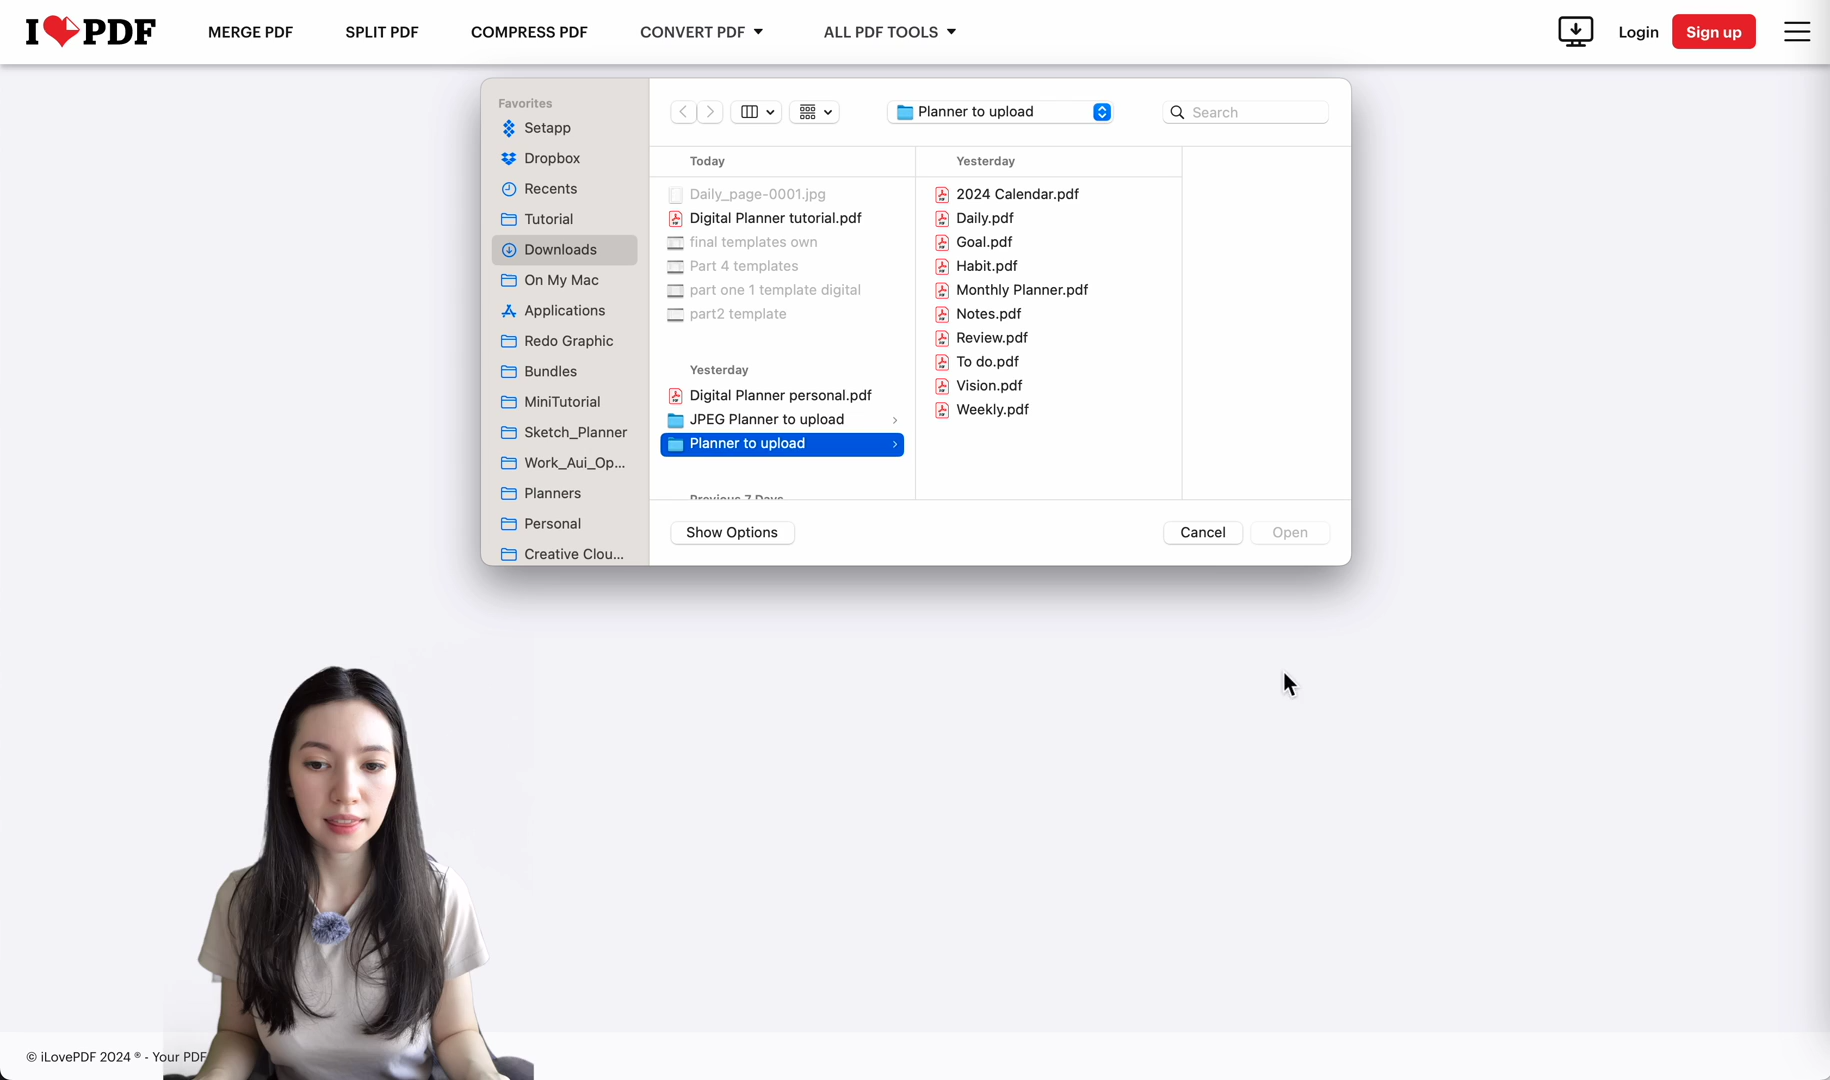 I PDF
MERGE PDF
SPLIT PDF
COMPRESS PDF
CONVERT PDF
ALL PDF TOOLS
Login
Sign up
Favorites
Setapp
Dropbox
Recents
Tutorial
Downloads
On My Mac
Applications
Redo Graphic
Bundles
MiniTutorial
Sketch_Planner
Work_Aui_Op...
Planners
Personal
Creative Clou...
Planner to upload
Search
Today
Daily_page-0001.jpg
Digital Planner tutorial.pdf
final templates own
Part 4 templates
part one 1 template digital
part2 template
Yesterday
Digital Planner personal.pdf
JPEG Planner to upload
Planner to upload
Previous 7 Days
Yesterday
2024 Calendar.pdf
Daily.pdf
Goal.pdf
Habit.pdf
Monthly Planner.pdf
Notes.pdf
Review.pdf
To do.pdf
Vision.pdf
Weekly.pdf
Show Options
Cancel
Open
© iLovePDF 2024 ® - Your PDF